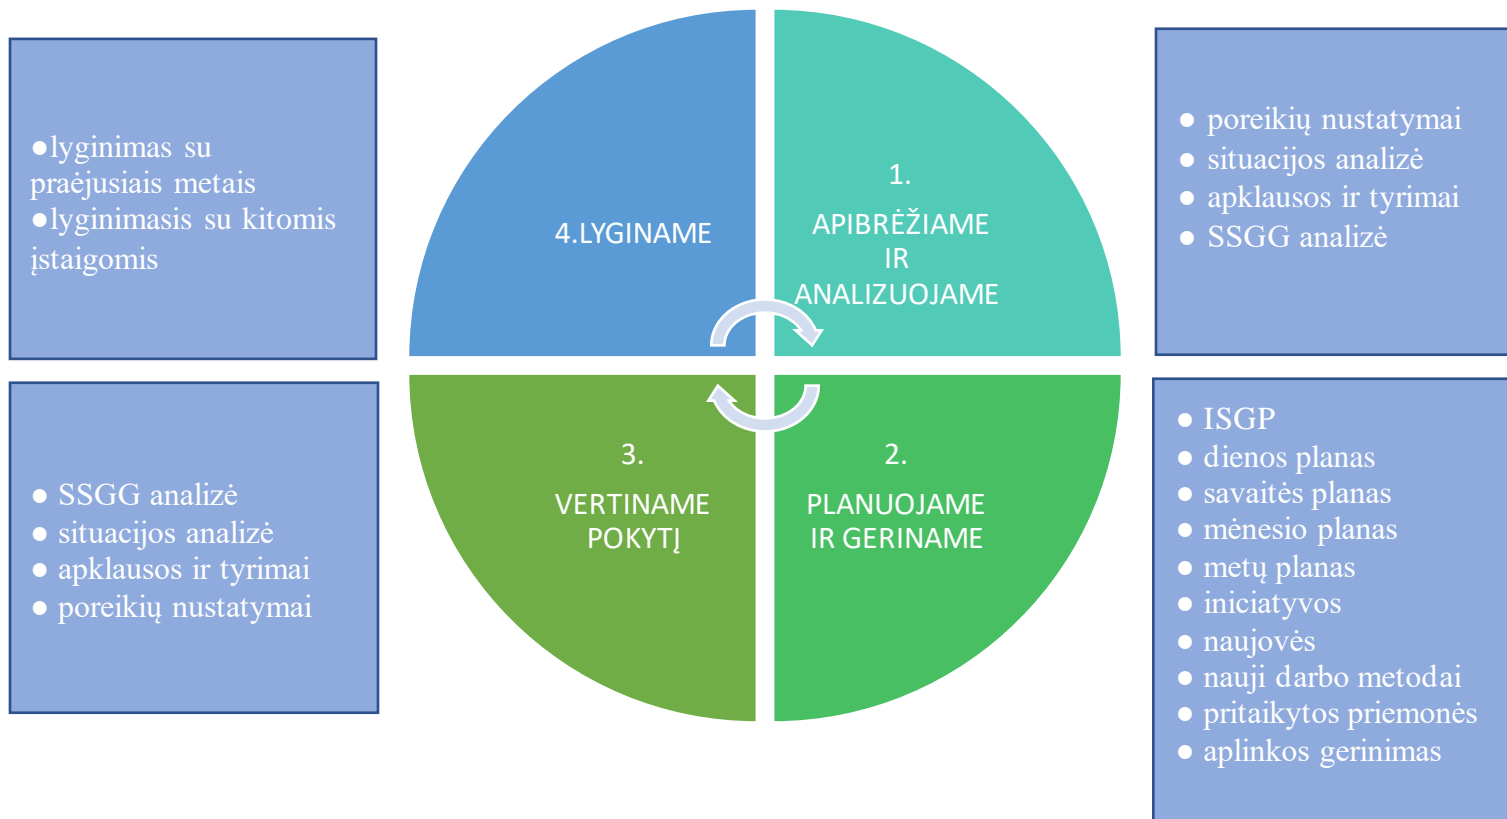 ●lyginimas su
praėjusiais metais
●lyginimasis su kitomis
įstaigomis
4.LYGINAME
1.
APIBRĖŽIAME
IR
ANALIZUOJAME
● poreikių nustatymai
● situacijos analizė
● apklausos ir tyrimai
● SSGG analizė
● SSGG analizė
● situacijos analizė
● apklausos ir tyrimai
● poreikių nustatymai
3.
VERTINAME
POKYTĮ
2.
PLANUOJAME
IR GERINAME
● ISGP
● dienos planas
● savaitės planas
● mėnesio planas
● metų planas
● iniciatyvos
● naujovės
● nauji darbo metodai
● pritaikytos priemonės
● aplinkos gerinimas